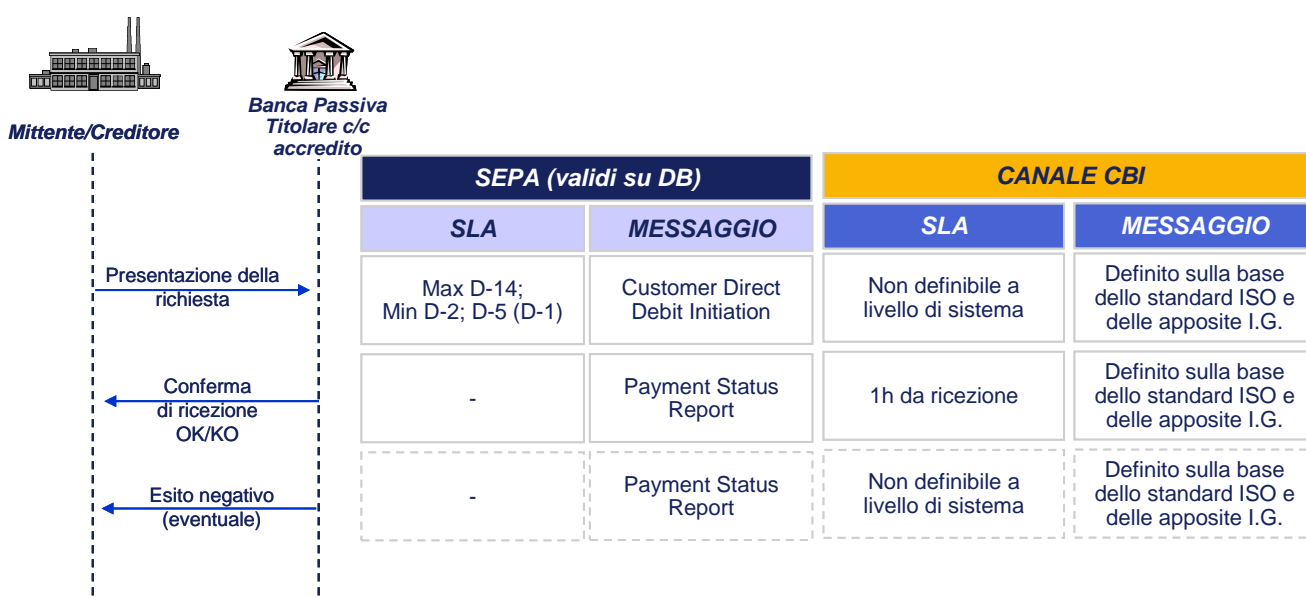 Mittente/Creditore
Banca Passiva
Titolare c/c
accredito
SEPA (validi su DB)
CANALE CBI
SLA
MESSAGGIO
SLA
MESSAGGIO
Presentazione della
richiesta
Max D-14;
Min D-2; D-5 (D-1)
Customer Direct
Debit Initiation
Non definibile a
livello di sistema
Definito sulla base
dello standard ISO e
delle apposite I.G.
Conferma
di ricezione
OK/KO
-
Payment Status
Report
1h da ricezione
Definito sulla base
dello standard ISO e
delle apposite I.G.
Esito negativo
(eventuale)
-
Payment Status
Report
Non definibile a
livello di sistema
Definito sulla base
dello standard ISO e
delle apposite I.G.